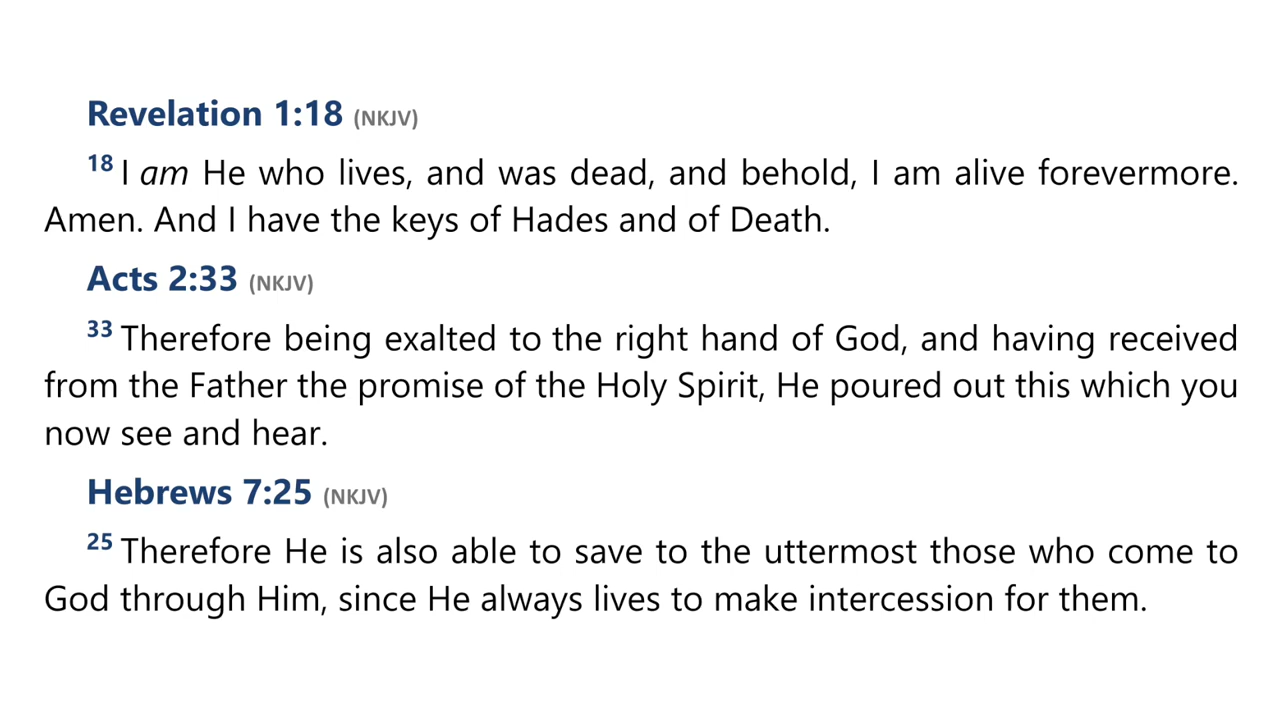 Revelation 1:18 (NKJV)
18 I am He who lives, and was dead, and behold, I am alive forevermore.
Amen. And I have the keys of Hades and of Death.
Acts 2:33 (NKJV)
33 Therefore being exalted to the right hand of God, and having received
from the Father the promise of the Holy Spirit, He poured out this which you
now see and hear.
Hebrews 7:25 (NKJV)
25 Therefore He is also able to save to the uttermost those who come to
God through Him, since He always lives to make intercession for them.